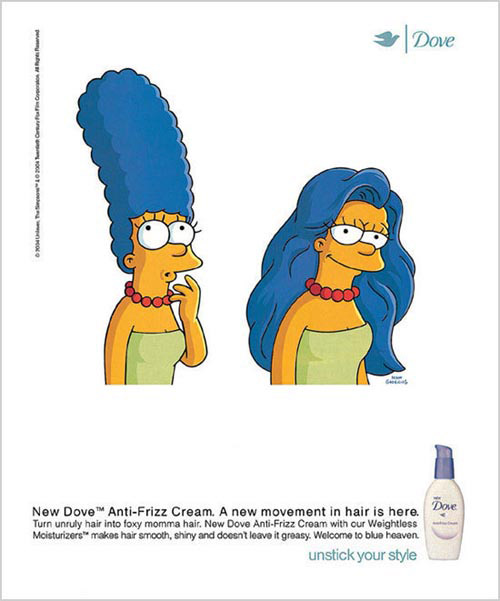 Dove
© 2004 Unilever, The Simpsons™ & © 2004 Twentieth Century Fox Film Corporation. All Rights Reserved
New Dove™ Anti-Frizz Cream. A new movement in hair is here.
Turn unruly hair into foxy momma hair. New Dove Anti-Frizz Cream with our Weightless
Moisturizers™ makes hair smooth, shiny and doesn't leave it greasy. Welcome to blue heaven.
unstick your style
new
Dove
Anti-Frizz Cream